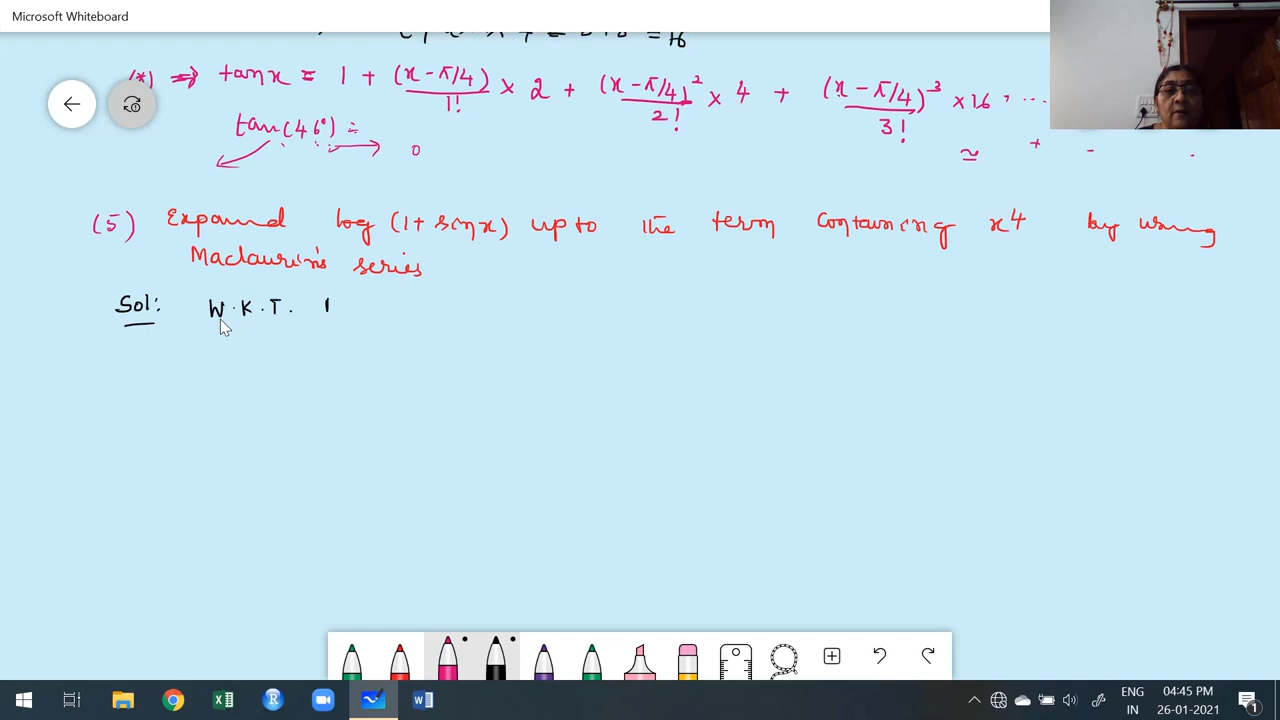 Microsoft Whiteboard
= 16
(*) ⇒ tan x = 1 + (x - π/4)/1! × 2 + (x - π/4)²/2! × 4 + (x - π/4)³/3! × 16 + ....
tan(46°) =
≃ + - .
(5) Expand log (1 + sin x) up to the term containing x⁴ by using
Maclaurin's series
Sol: W.K.T.
ENG
IN
04:45 PM
26-01-2021
1